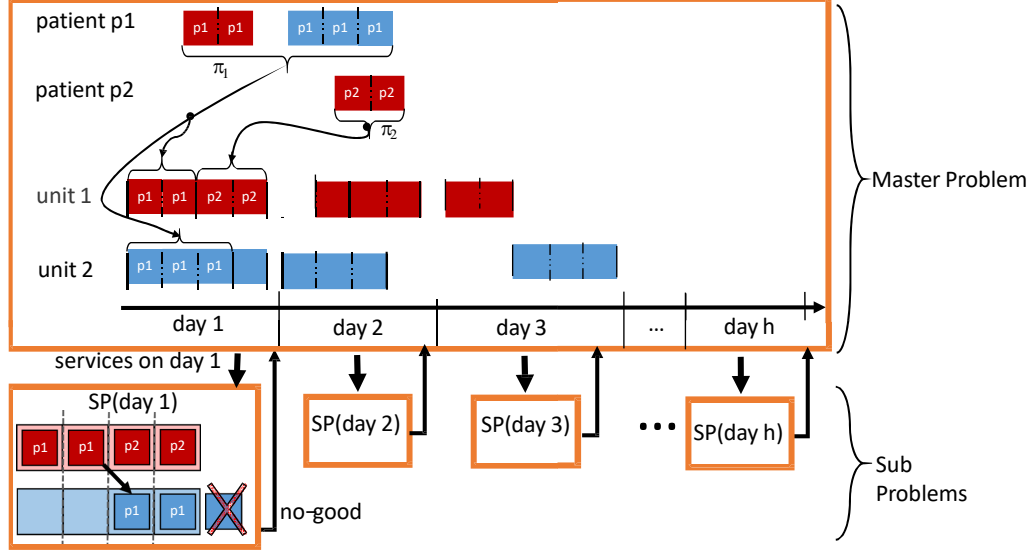 patient p1
p1 p1 p1 p1 p1
π1
patient p2
p2 p2
π2
unit 1
p1 p1 p2 p2
Master Problem
unit 2
p1 p1 p1
day 1 day 2 day 3 ... day h
services on day 1
SP(day 1)
SP(day 2) SP(day 3) ••• SP(day h)
p1 p1 p2 p2
Sub
Problems
p1 p1
no-good